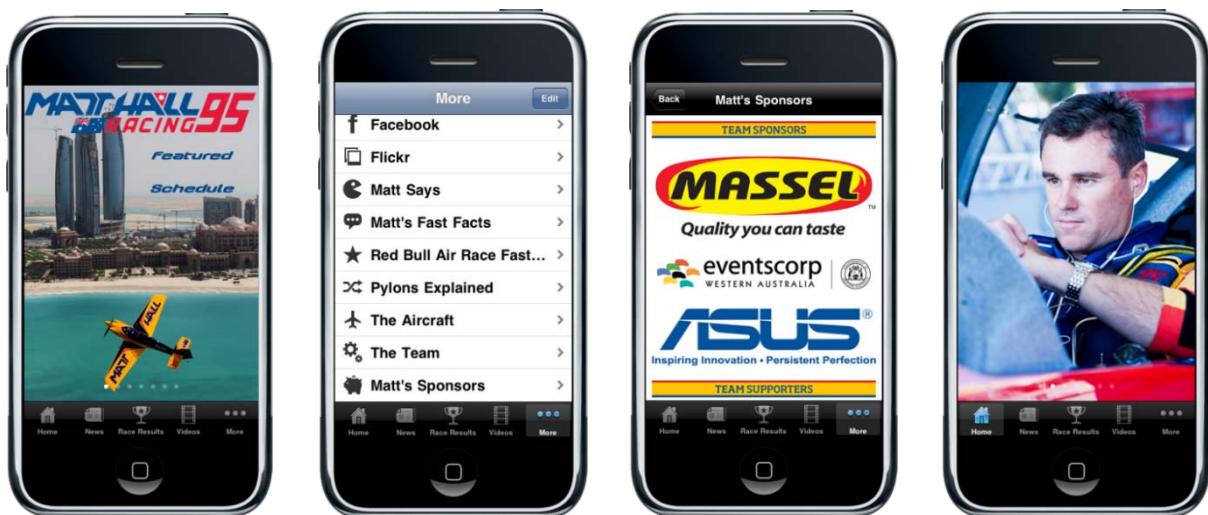 MATT HALL 95
RACING
Featured
Schedule
HALL
MATT
Home News Race Results Videos More
More Edit
Facebook
Flickr
Matt Says
Matt's Fast Facts
Red Bull Air Race Fast...
Pylons Explained
The Aircraft
The Team
Matt's Sponsors
Home News Race Results Videos More
Back Matt's Sponsors
TEAM SPONSORS
MASSEL
TM
Quality you can taste
eventscorp
WESTERN AUSTRALIA
ASUS®
Inspiring Innovation • Persistent Perfection
TEAM SUPPORTERS
Home News Race Results Videos More
Home News Race Results Videos More